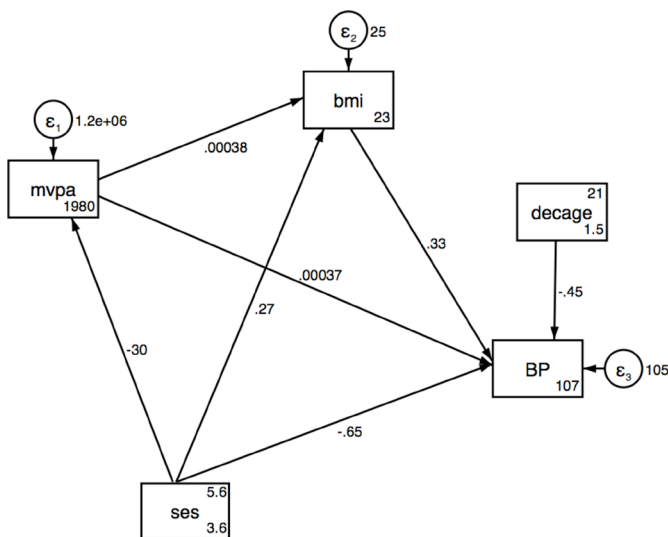 ε2 25
bmi
23
ε1 1.2e+06
.00038
mvpa
1980
21
decage
1.5
.33
.00037
.27
-.45
-30
BP
107
ε3 105
-.65
5.6
ses
3.6